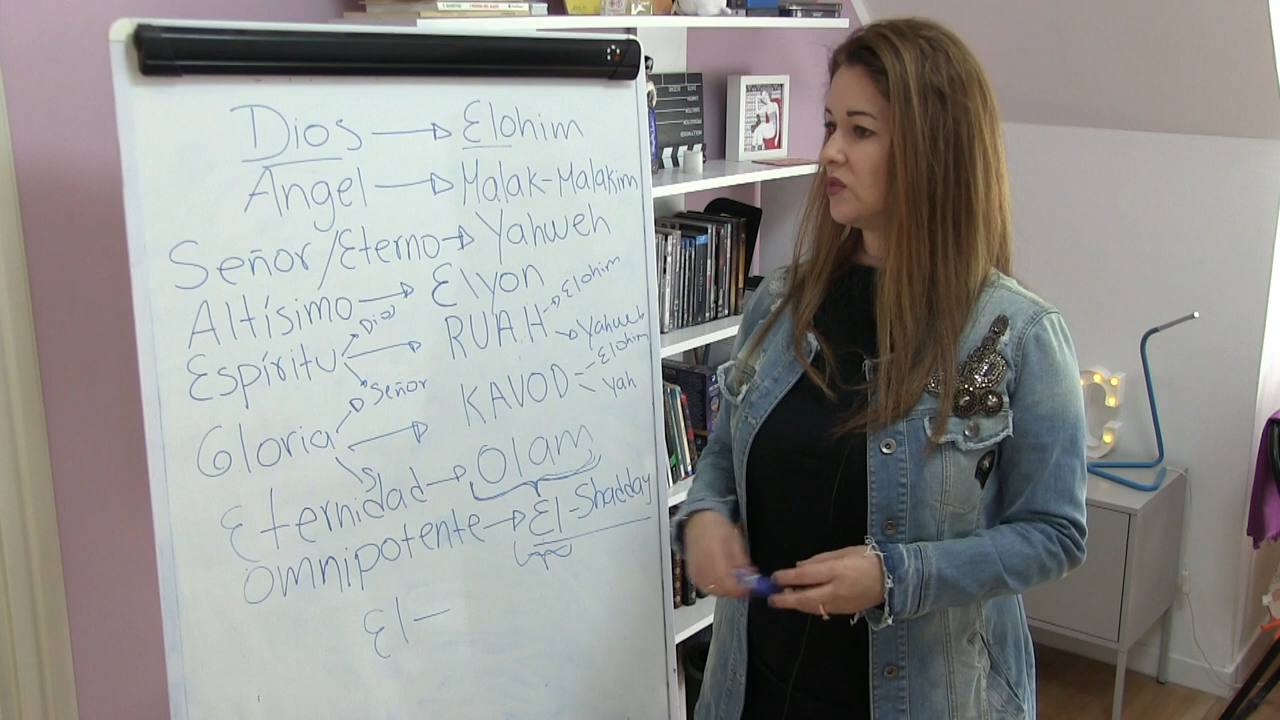 Dios → Elohim
Angel → Malak-Malakim
Señor/Eterno → Yahweh
Altísimo → Elyon
Espíritu → RUAH
Dios
Señor
Elohim
Yahweh
Gloria → KAVOD
Elohim
Yah
Eternidad → Olam
Omnipotente → El-Shadday
El-